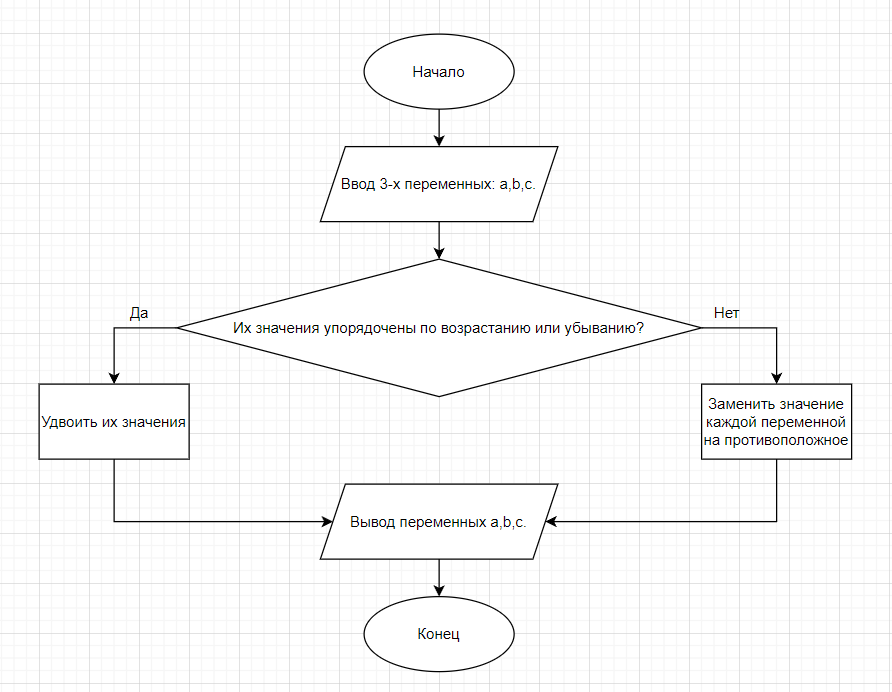 Начало
Ввод 3-х переменных: a,b,c.
Да
Их значения упорядочены по возрастанию или убыванию?
Нет
Удвоить их значения
Заменить значение
каждой переменной
на противоположное
Вывод переменных a,b,c.
Конец